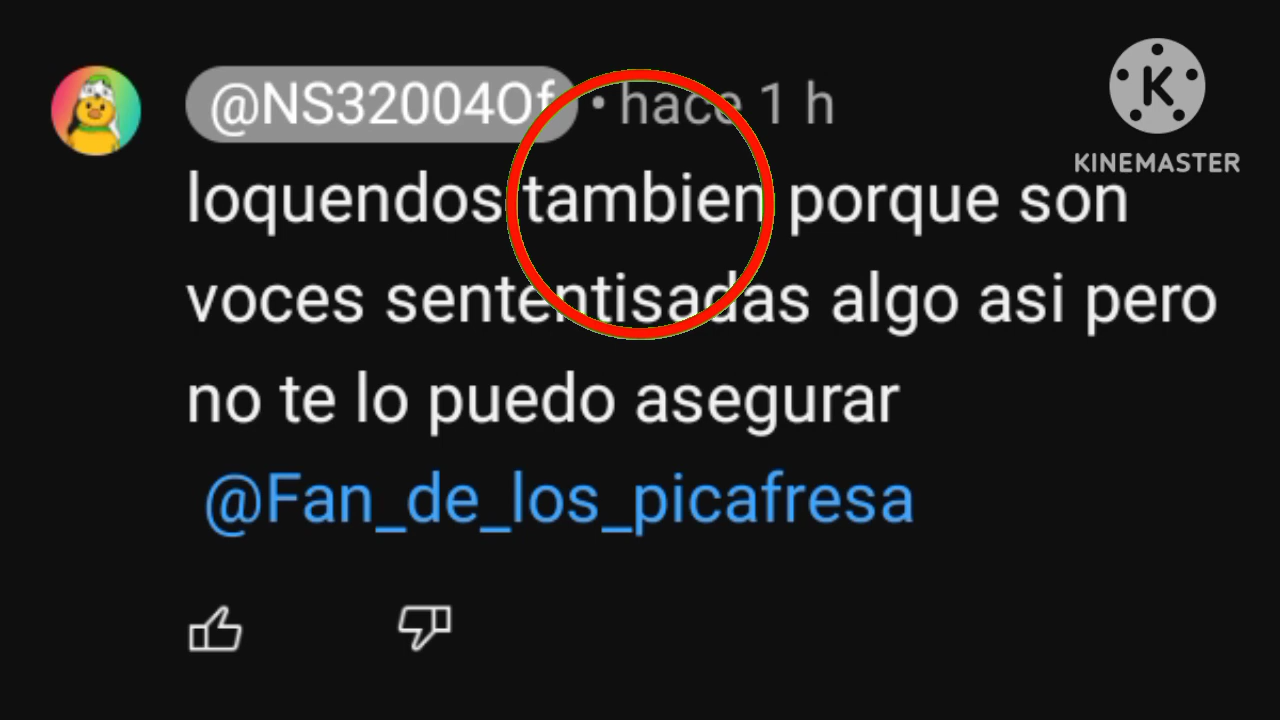 @NS32004Of • hace 1 h
KINEMASTER
loquendos tambien porque son
voces sententisadas algo asi pero
no te lo puedo asegurar
@Fan_de_los_picafresa